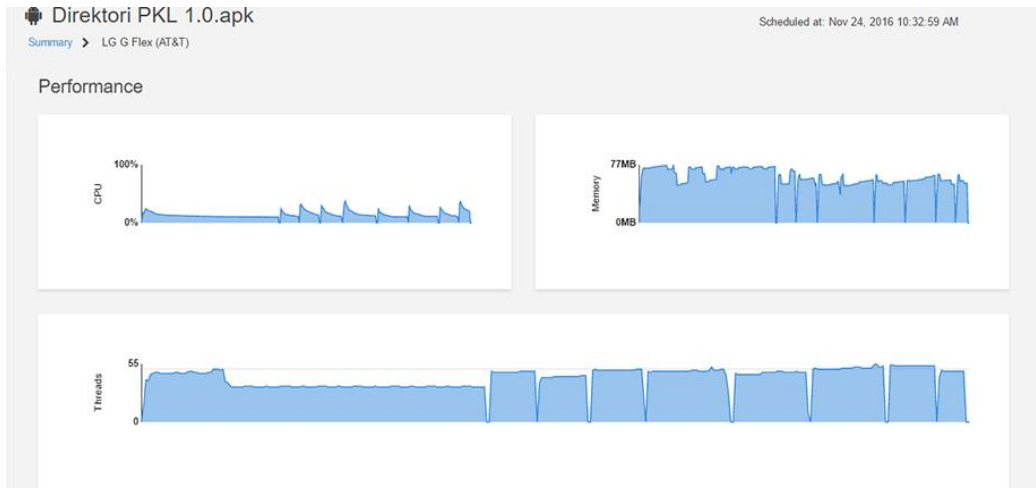 Direktori PKL 1.0.apk
Scheduled at: Nov 24, 2016 10:32:59 AM
Summary > LG G Flex (AT&T)
Performance
100%
CPU
0%
77MB
Memory
0MB
55
Threads
0